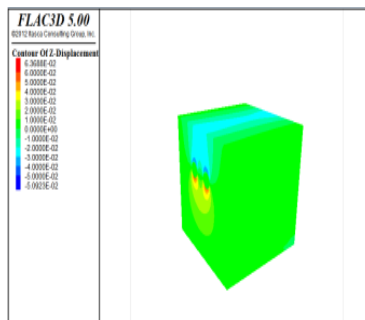 FLAC3D 5.00
©2012 Itasca Consulting Group, Inc.
Contour Of Z-Displacement
6.3688E-02
6.0000E-02
5.0000E-02
4.0000E-02
3.0000E-02
2.0000E-02
1.0000E-02
0.0000E+00
-1.0000E-02
-2.0000E-02
-3.0000E-02
-4.0000E-02
-5.0000E-02
-5.0923E-02